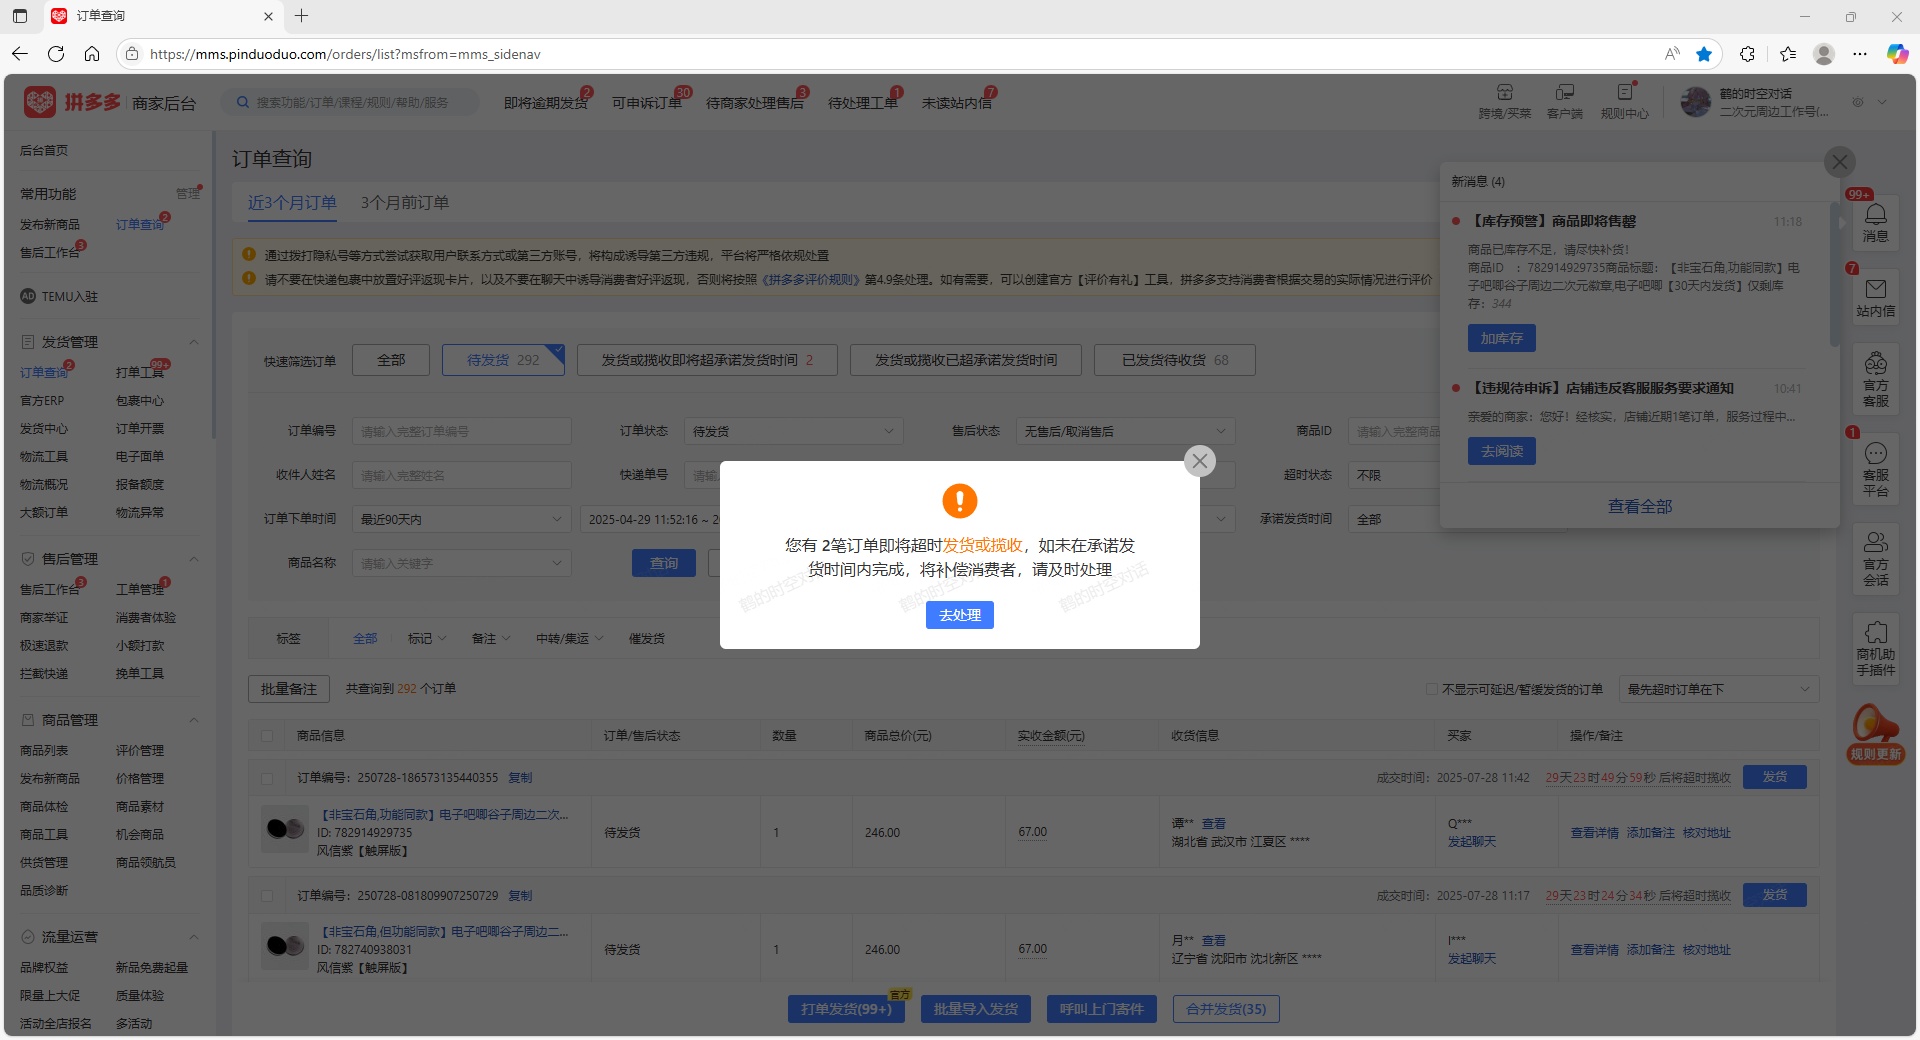 订单查询
https://mms.pinduoduo.com/orders/list?msfrom=mms_sidenav
拼多多 商家后台
搜索功能/订单/课程/规则/帮助/服务
即将逾期发货 2
可申诉订单 30
待商家处理售后 3
待处理工单 1
未读站内信 7
跨境/买菜
客户端
规则中心
鹤的时空对话
二次元周边工作号(...
后台首页
常用功能 管理
发布新商品 订单查询 2
售后工作台 3
AD TEMU入驻
发货管理
订单查询 2 打单工具 99+
官方ERP 包裹中心
发货中心 订单开票
物流工具 电子面单
物流概况 报备额度
大额订单 物流异常
售后管理
售后工作台 3 工单管理 1
商家举证 消费者体验
极速退款 小额打款
拦截快递 挽单工具
商品管理
商品列表 评价管理
发布新商品 价格管理
商品体检 商品素材
商品工具 机会商品
供货管理 商品领航员
品质诊断
流量运营
品牌权益 新品免费起量
限量上大促 质量体验
活动全店报名 多活动
订单查询
近3个月订单 3个月前订单
通过拨打隐私号等方式尝试获取用户联系方式或第三方账号，将构成诱导第三方违规，平台将严格依规处置
请不要在快递包裹中放置好评返现卡片，以及不要在聊天中诱导消费者好评返现，否则将按照《拼多多评价规则》第4.9条处理。如有需要，可以创建官方【评价有礼】工具，拼多多支持消费者根据交易的实际情况进行评价
快速筛选订单 全部 待发货 292 发货或揽收即将超承诺发货时间 2 发货或揽收已超承诺发货时间 已发货待收货 68
订单编号 请输入完整订单编号 订单状态 待发货 售后状态 无售后/取消售后 商品ID 请输入完整商品
收件人姓名 请输入完整姓名 快递单号 请输 超时状态 不限
订单下单时间 最近90天内 2025-04-29 11:52:16 ~ 2 承诺发货时间 全部
商品名称 请输入关键字 查询
标签 全部 标记 备注 中转/集运 催发货
批量备注 共查询到 292 个订单 不显示可延迟/暂缓发货的订单 最先超时订单在下
商品信息 订单/售后状态 数量 商品总价(元) 实收金额(元) 收货信息 买家 操作/备注
订单编号：250728-186573135440355 复制 成交时间：2025-07-28 11:42 29天23时49分59秒 后将超时揽收 发货
【非宝石角,功能同款】电子吧唧谷子周边二次...
ID: 782914929735
风信紫【触屏版】
待发货 1 246.00 67.00
谭** 查看
湖北省 武汉市 江夏区 ****
Q***
发起聊天
查看详情 添加备注 核对地址
订单编号：250728-081809907250729 复制 成交时间：2025-07-28 11:17 29天23时24分34秒 后将超时揽收 发货
【非宝石角,但功能同款】电子吧唧谷子周边二...
ID: 782740938031
风信紫【触屏版】
待发货 1 246.00 67.00
月** 查看
辽宁省 沈阳市 沈北新区 ****
l***
发起聊天
查看详情 添加备注 核对地址
打单发货(99+) 官方 批量导入发货 呼叫上门寄件 合并发货(35)
您有 2笔订单即将超时发货或揽收，如未在承诺发
货时间内完成，将补偿消费者，请及时处理
鹤的时空对话 鹤的时空对话 鹤的时空对话
去处理
新消息 (4)
【库存预警】商品即将售罄 11:18
商品已库存不足，请尽快补货！
商品ID ：782914929735商品标题：【非宝石角,功能同款】电
子吧唧谷子周边二次元徽章,电子吧唧【30天内发货】仅剩库
存：344
加库存
【违规待申诉】店铺违反客服服务要求通知 10:41
亲爱的商家：您好！经核实，店铺近期1笔订单，服务过程中...
去阅读
查看全部
99+
消息
7
站内信
官方
客服
1
客服
平台
官方
会话
商机助
手插件
规则更新